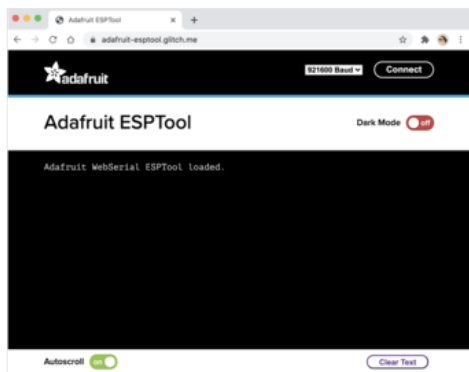 Adafruit ESPTool
adafruit-esptool.glitch.me
adafruit
921600 Baud
Connect
Adafruit ESPTool
Dark Mode
off
Adafruit WebSerial ESPTool loaded.
Autoscroll
on
Clear Text